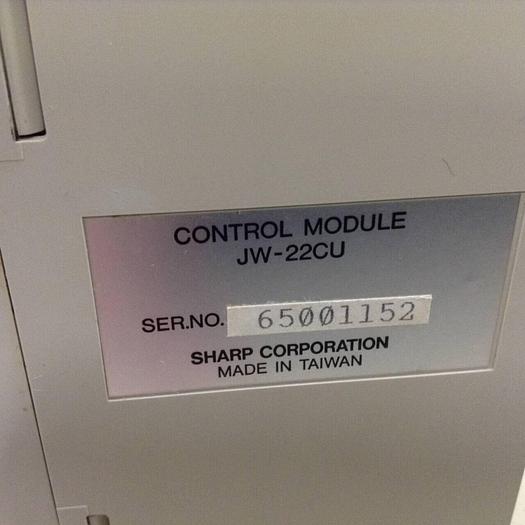 CONTROL MODULE
JW-22CU
SER.NO. 65001152
SHARP CORPORATION
MADE IN TAIWAN